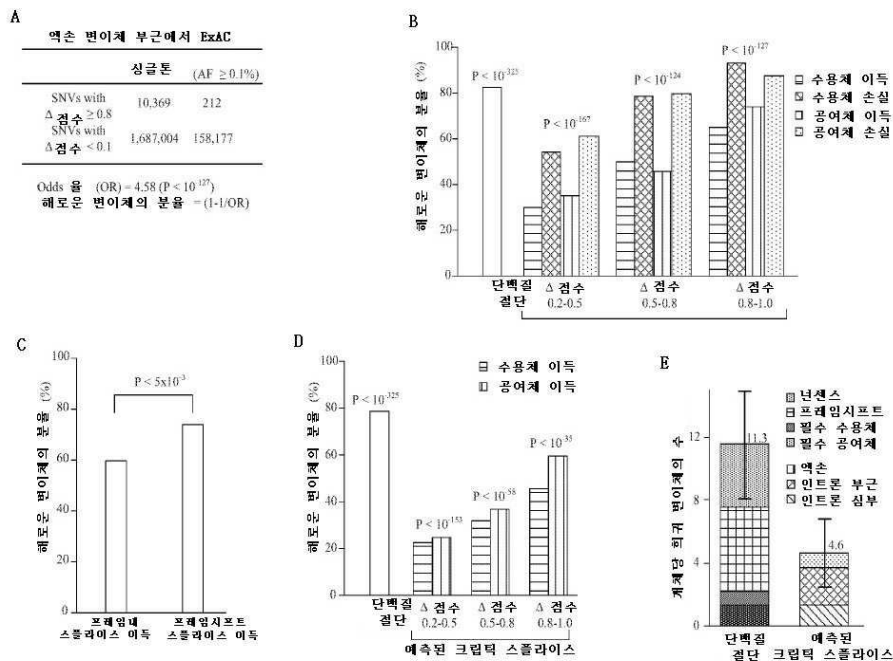 A
엑손 변이체 부근에서 ExAC
싱글톤 (AF ≥ 0.1%)
SNVs with
Δ 점수 ≥ 0.8
10,369 212
SNVs with
Δ 점수 < 0.1
1,687,004 158,177
Odds 율 (OR) = 4.58 (P < 10-127)
해로운 변이체의 분율 = (1-1/OR)
B
해로운 변이체의 분율 (%)
100
80
60
40
20
0
P < 10-325
P < 10-167
P < 10-124
P < 10-127
수용체 이득
수용체 손실
공여체 이득
공여체 손실
단백질
절단
Δ 점수
0.2-0.5
Δ 점수
0.5-0.8
Δ 점수
0.8-1.0
C
해로운 변이체의 분율 (%)
100
80
60
40
20
0
P < 5x10-3
프레임내
스플라이스 이득
프레임시프트
스플라이스 이득
D
해로운 변이체의 분율 (%)
100
80
60
40
20
0
수용체 이득
공여체 이득
P < 10-325
P < 10-153
P < 10-58
P < 10-35
단백질
절단
Δ 점수
0.2-0.5
Δ 점수
0.5-0.8
Δ 점수
0.8-1.0
예측된 크립틱 스플라이스
E
개체당 희귀 변이체의 수
12
8
4
0
11.3
4.6
넌센스
프레임시프트
필수 수용체
필수 공여체
엑손
인트론 부근
인트론 심부
단백질
절단
예측된
크립틱 스플라이스